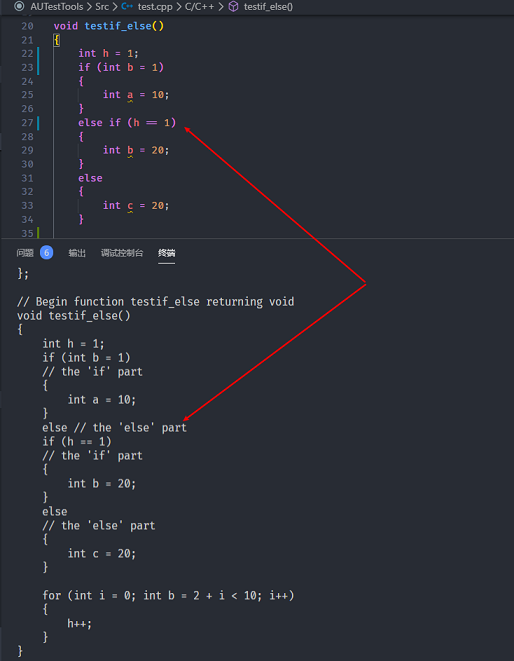 AUTestTools > Src > C++ test.cpp > C/C++ > testif_else()
20 void testif_else()
21 {
22     int h = 1;
23     if (int b = 1)
24     {
25         int a = 10;
26     }
27     else if (h == 1)
28     {
29         int b = 20;
30     }
31     else
32     {
33         int c = 20;
34     }
35
问题 6 输出 调试控制台 终端
};
// Begin function testif_else returning void
void testif_else()
{
    int h = 1;
    if (int b = 1)
    // the 'if' part
    {
        int a = 10;
    }
    else // the 'else' part
    if (h == 1)
    // the 'if' part
    {
        int b = 20;
    }
    else
    // the 'else' part
    {
        int c = 20;
    }
    for (int i = 0; int b = 2 + i < 10; i++)
    {
        h++;
    }
}